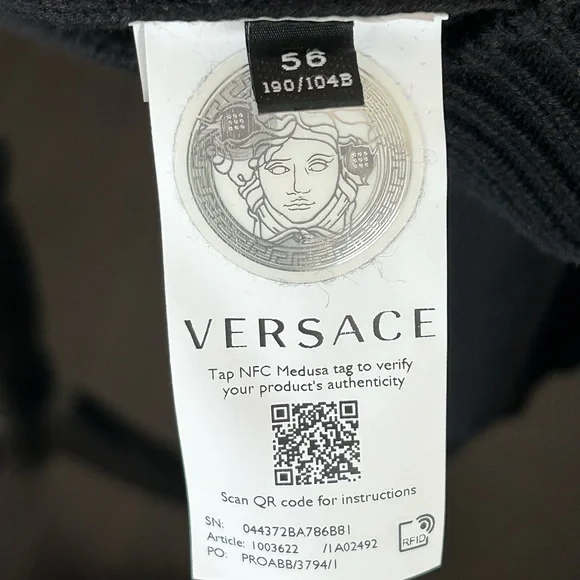 56
190/104B
VERSACE
Tap NFC Medusa tag to verify
your product's authenticity
Scan QR code for instructions
SN: 044372BA786B81
Article: 1003622 /1A02492
PO: PROABB/3794/1
RFID